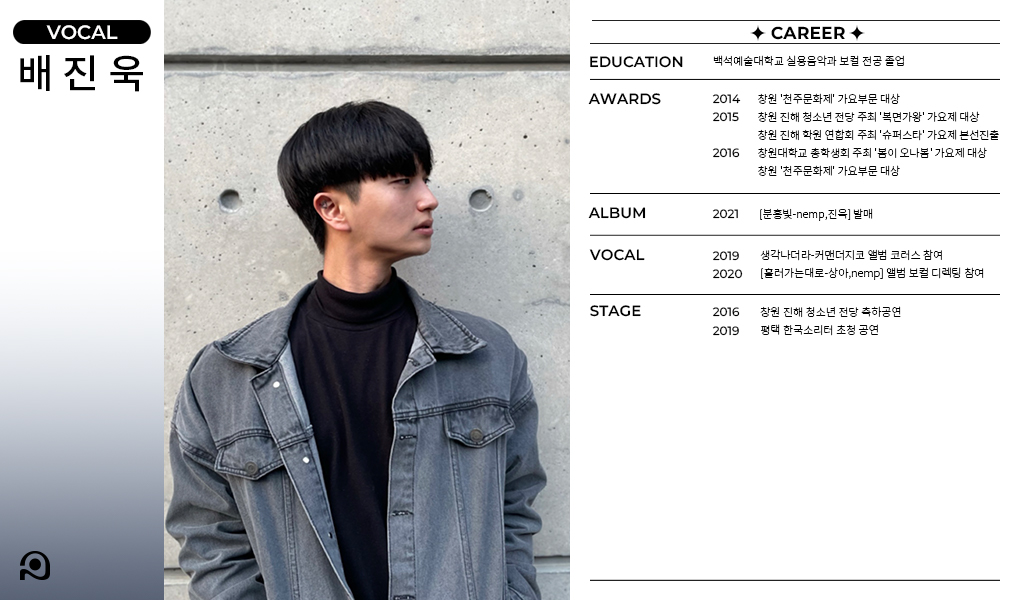 VOCAL
배진욱
✦ CAREER ✦
EDUCATION 백석예술대학교 실용음악과 보컬 전공 졸업
AWARDS 2014 창원 '천주문화제' 가요부문 대상
2015 창원 진해 청소년 전당 주최 '복면가왕' 가요제 대상
창원 진해 학원 연합회 주최 '슈퍼스타' 가요제 본선진출
2016 창원대학교 총학생회 주최 '봄이 오나봄' 가요제 대상
창원 '천주문화제' 가요부문 대상
ALBUM 2021 [분홍빛-nemp,진욱] 발매
VOCAL 2019 생각나더라-커맨더지코 앨범 코러스 참여
2020 [흘러가는대로-상아,nemp] 앨범 보컬 디렉팅 참여
STAGE 2016 창원 진해 청소년 전당 축하공연
2019 평택 한국소리터 초청 공연